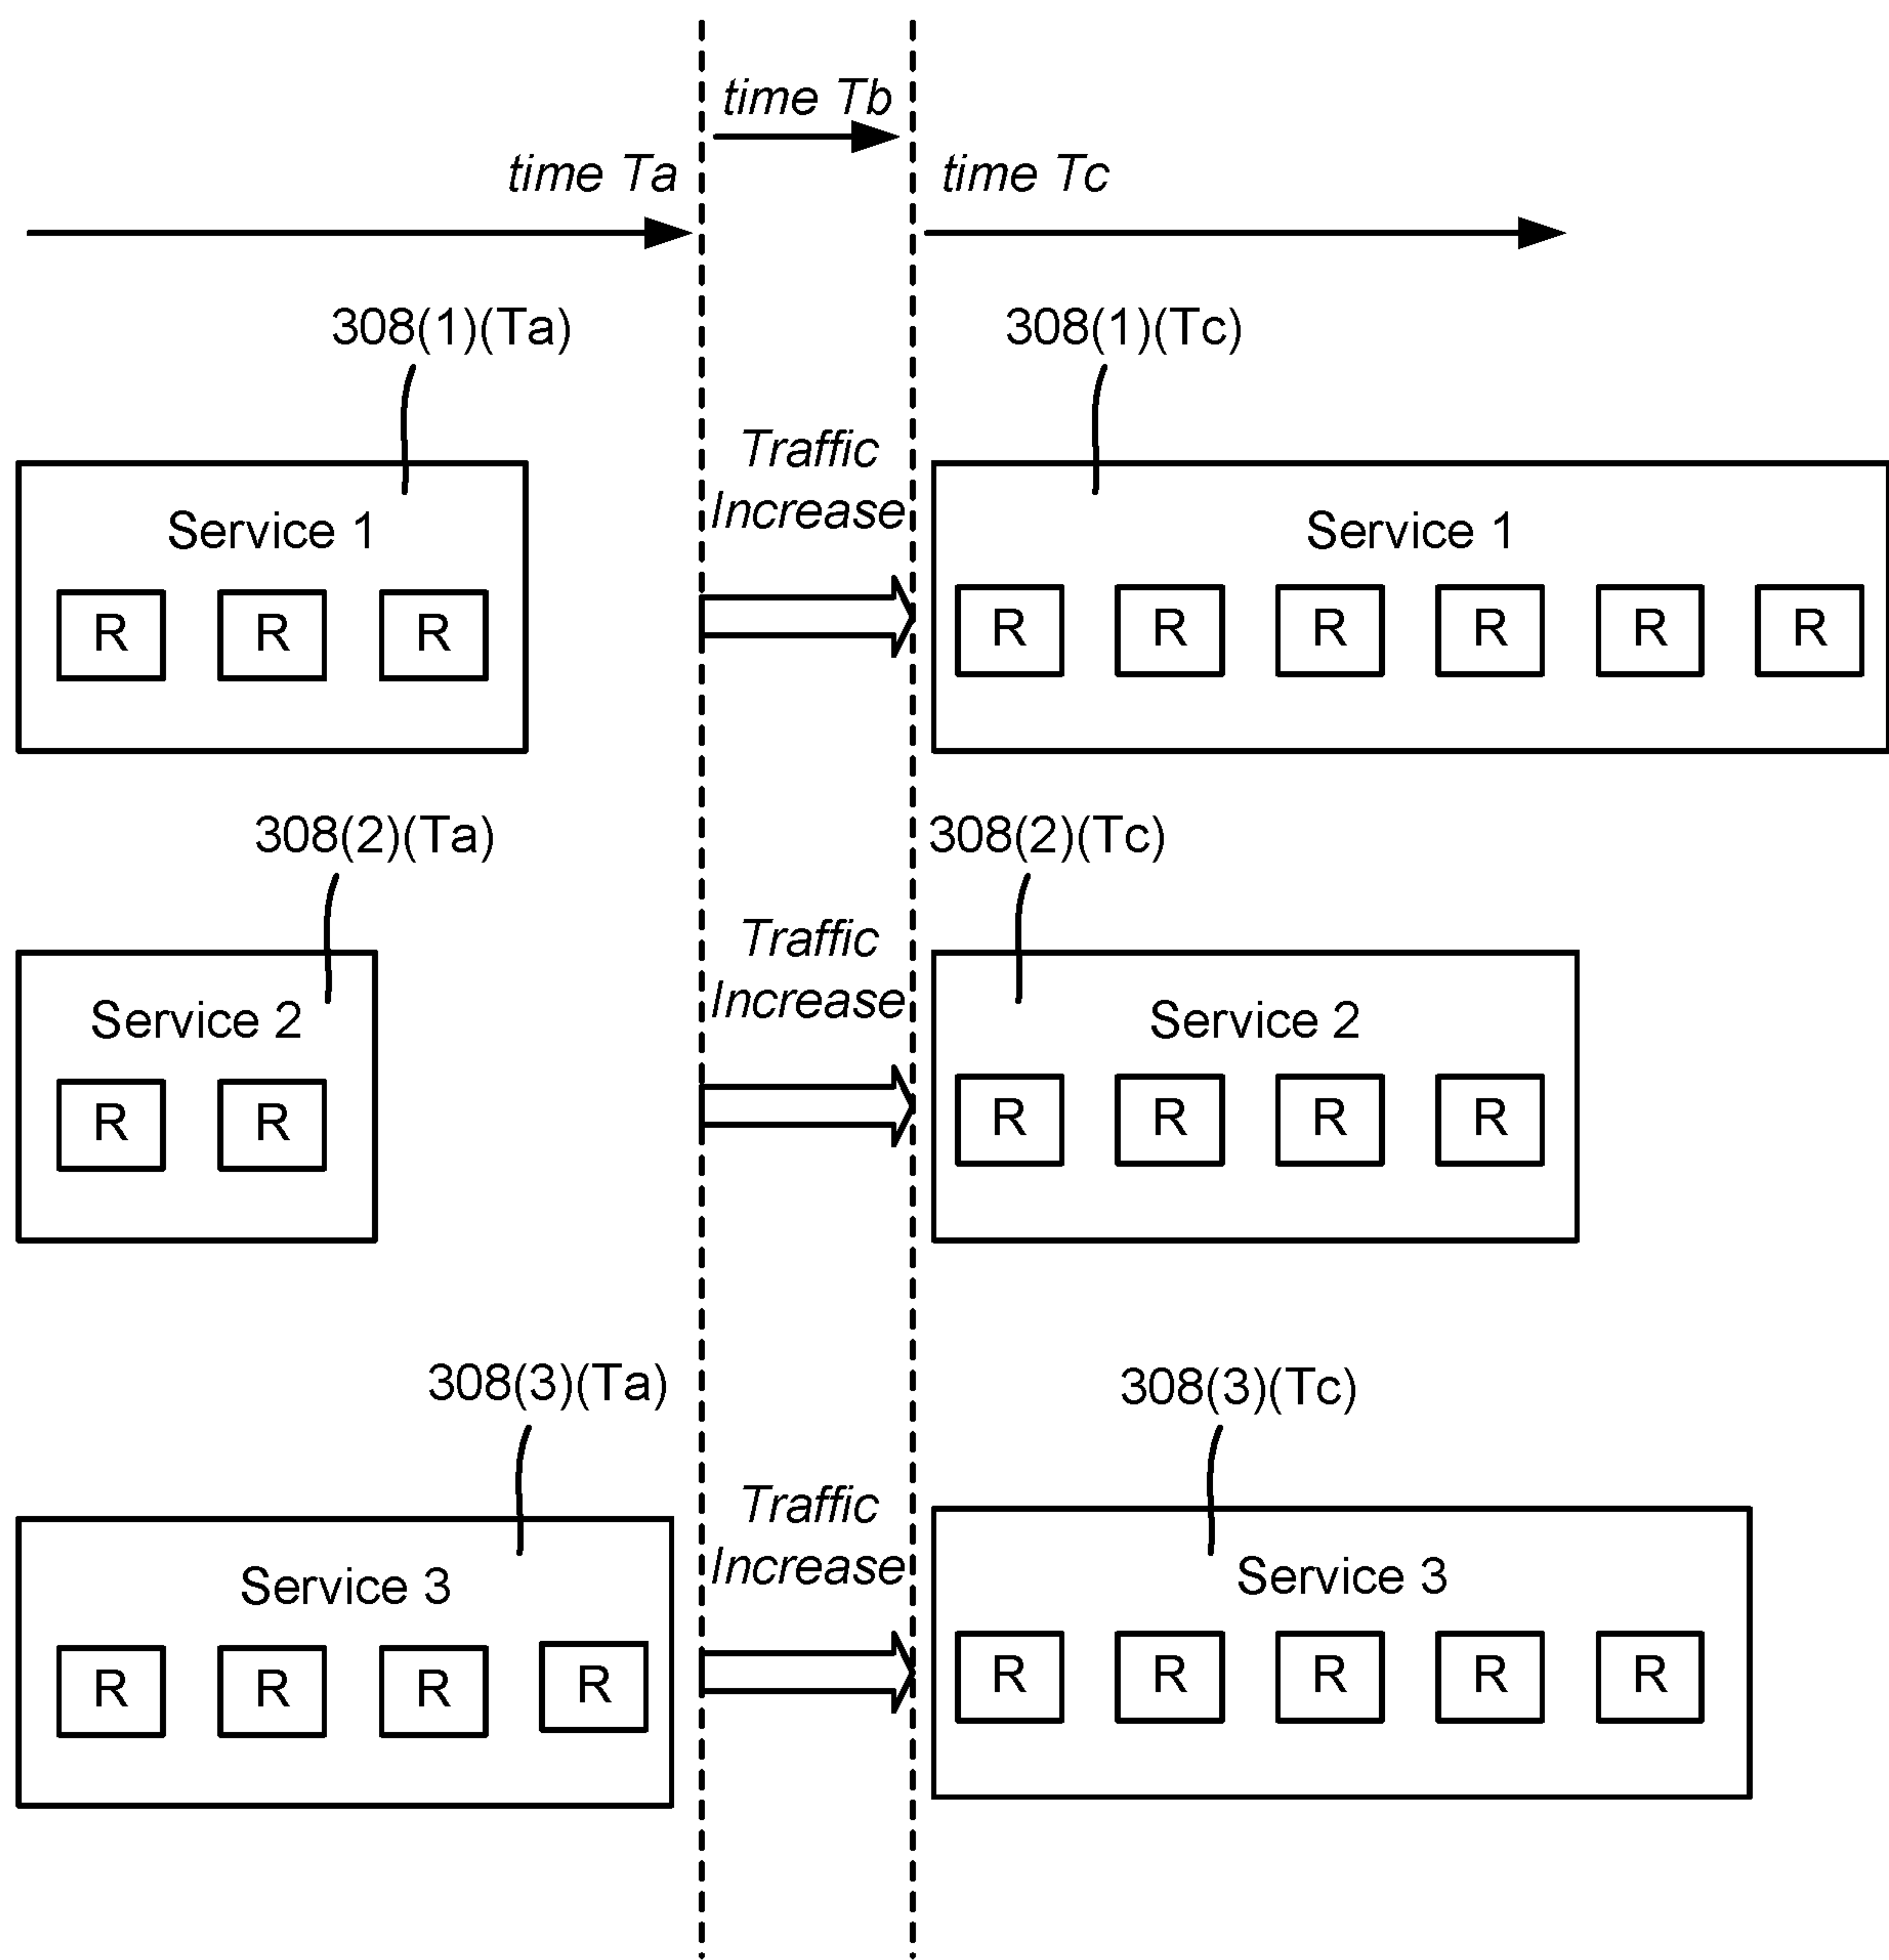 time Tb
time Ta
time Tc
308(1)(Ta)
308(1)(Tc)
Traffic
Increase
Service 1
R R R
Service 1
R R R R R R
308(2)(Ta)
308(2)(Tc)
Traffic
Increase
Service 2
R R
Service 2
R R R R
308(3)(Ta)
308(3)(Tc)
Traffic
Increase
Service 3
R R R R
Service 3
R R R R R